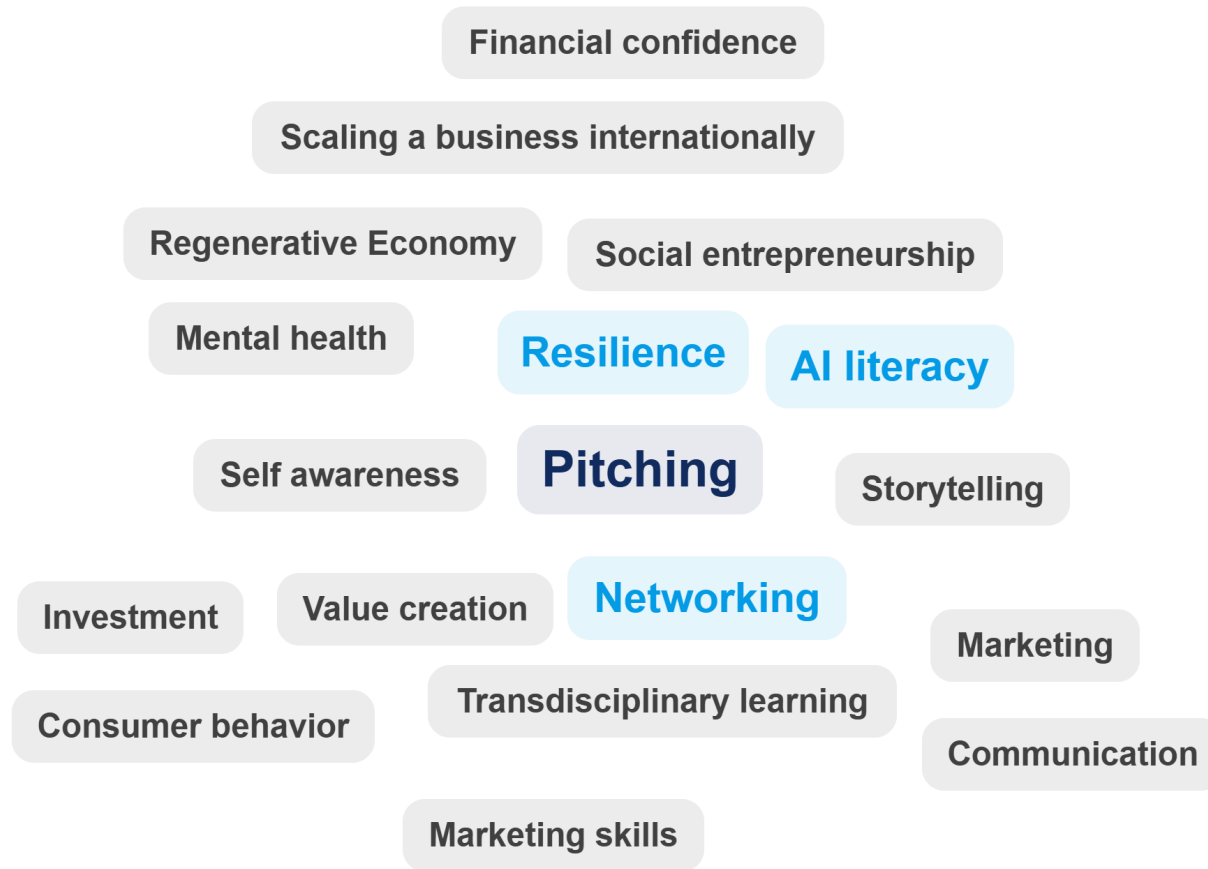 Financial confidence
Scaling a business internationally
Regenerative Economy
Social entrepreneurship
Mental health
Resilience
AI literacy
Self awareness
Pitching
Storytelling
Investment
Value creation
Networking
Marketing
Consumer behavior
Transdisciplinary learning
Communication
Marketing skills